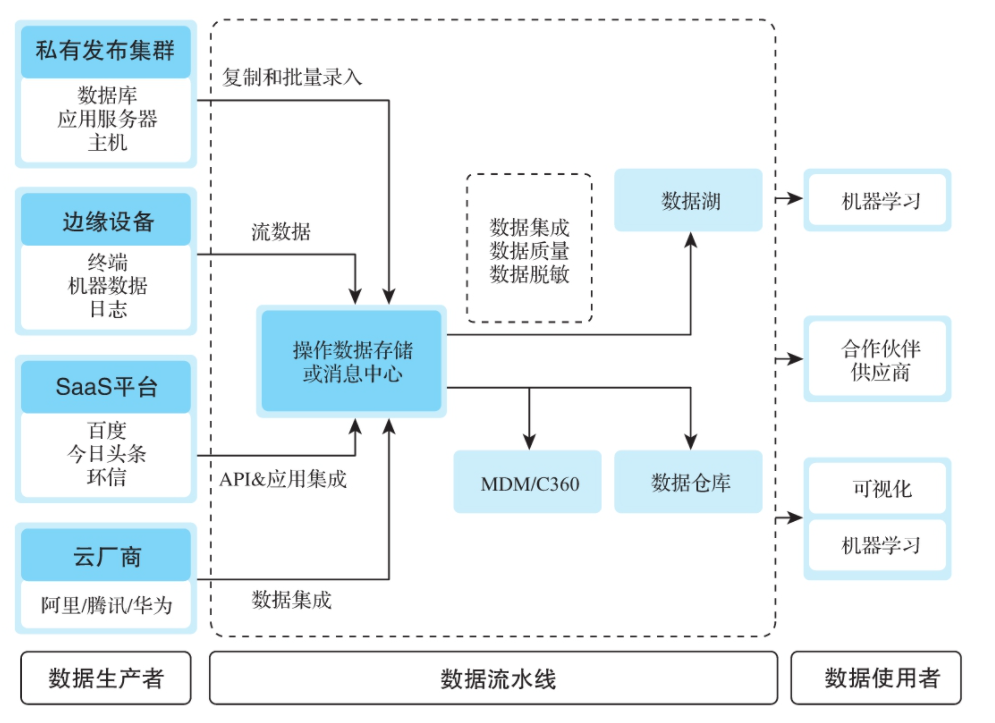 私有发布集群
数据库
应用服务器
主机
边缘设备
终端
机器数据
日志
SaaS平台
百度
今日头条
环信
云厂商
阿里/腾讯/华为
数据生产者
复制和批量录入
流数据
操作数据存储
或消息中心
API&应用集成
数据集成
数据集成
数据质量
数据脱敏
数据湖
MDM/C360
数据仓库
数据流水线
机器学习
合作伙伴
供应商
可视化
机器学习
数据使用者